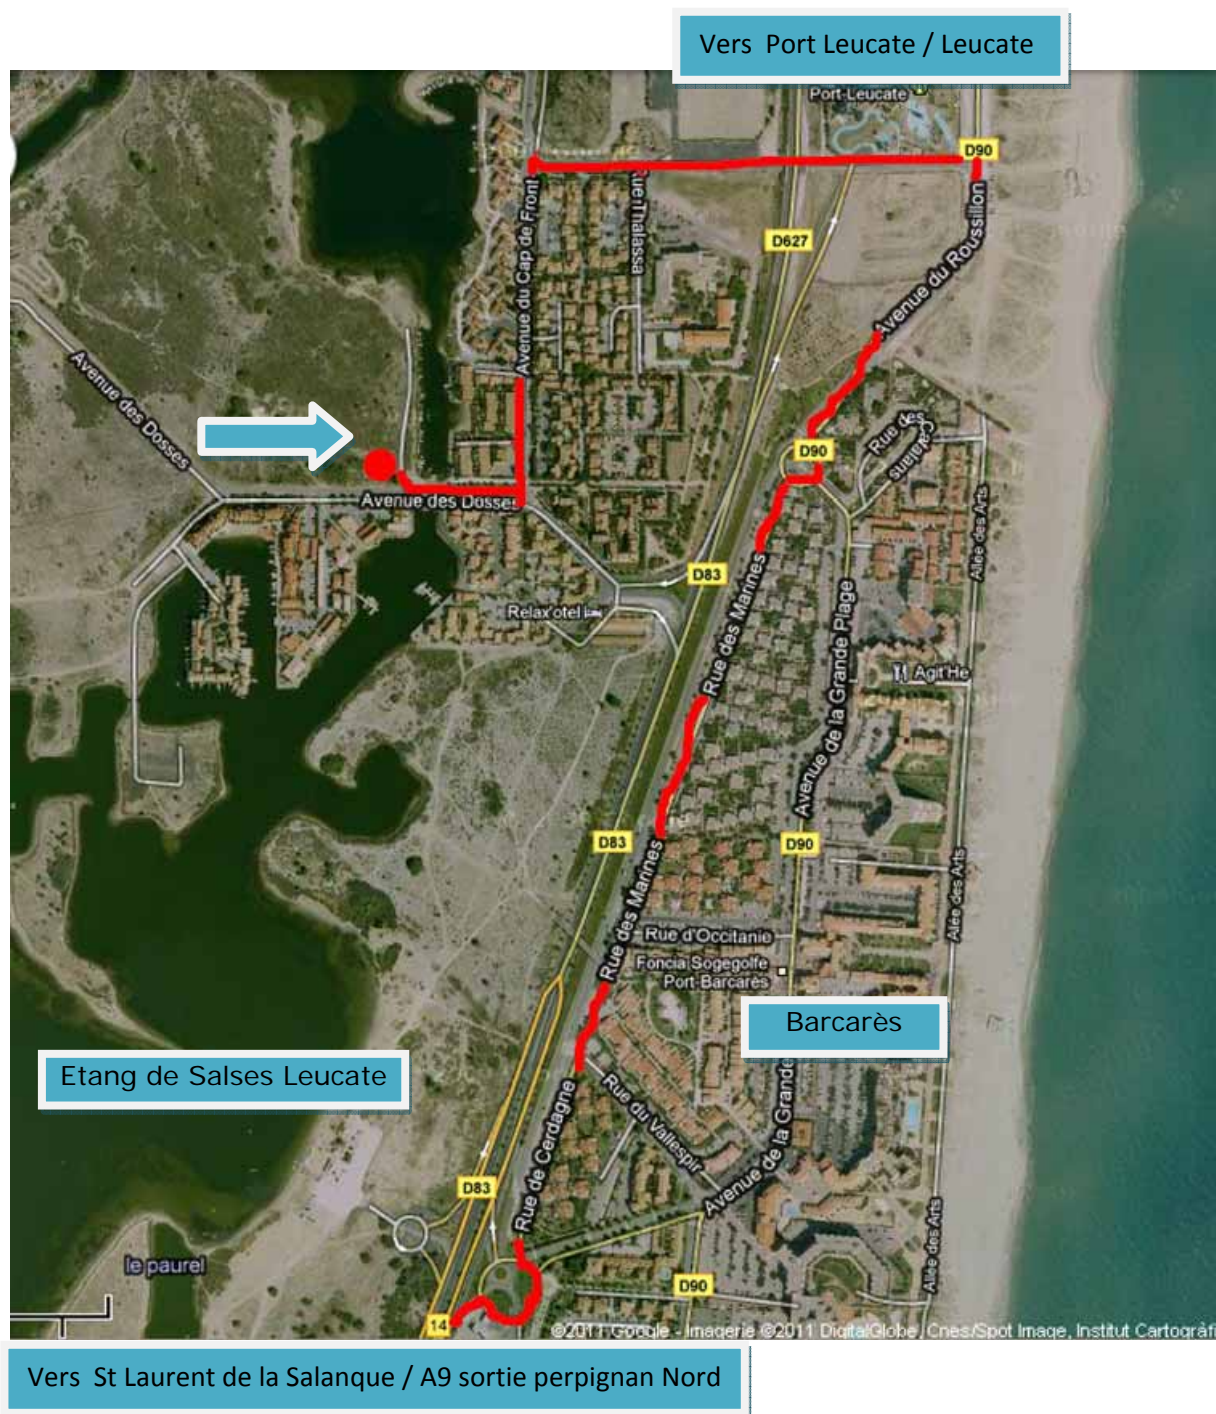 Vers Port Leucate / Leucate
Port Leucate
D90
Avenue du Cap de Front
Rue Thalassa
D627
Avenue du Roussillon
Avenue des Dosses
D90
Rue des Catalans
Avenue des Dosses
Allée des Arts
D83
Relax'otel
Rue des Marines
Avenue de la Grande Plage
Agit'He
D83
D90
Rue des Marines
Allée des Arts
Rue d'Occitanie
Foncia Sogegolfe
Port-Barcarès
Barcarès
Etang de Salses Leucate
Rue de Cerdagne
Rue du Vallespir
Avenue de la Grande
D83
Allée des Arts
le paurel
D90
14
©2011 Google - Imagerie ©2011 DigitalGlobe, Cnes/Spot Image, Institut Cartogràfi
Vers St Laurent de la Salanque / A9 sortie perpignan Nord